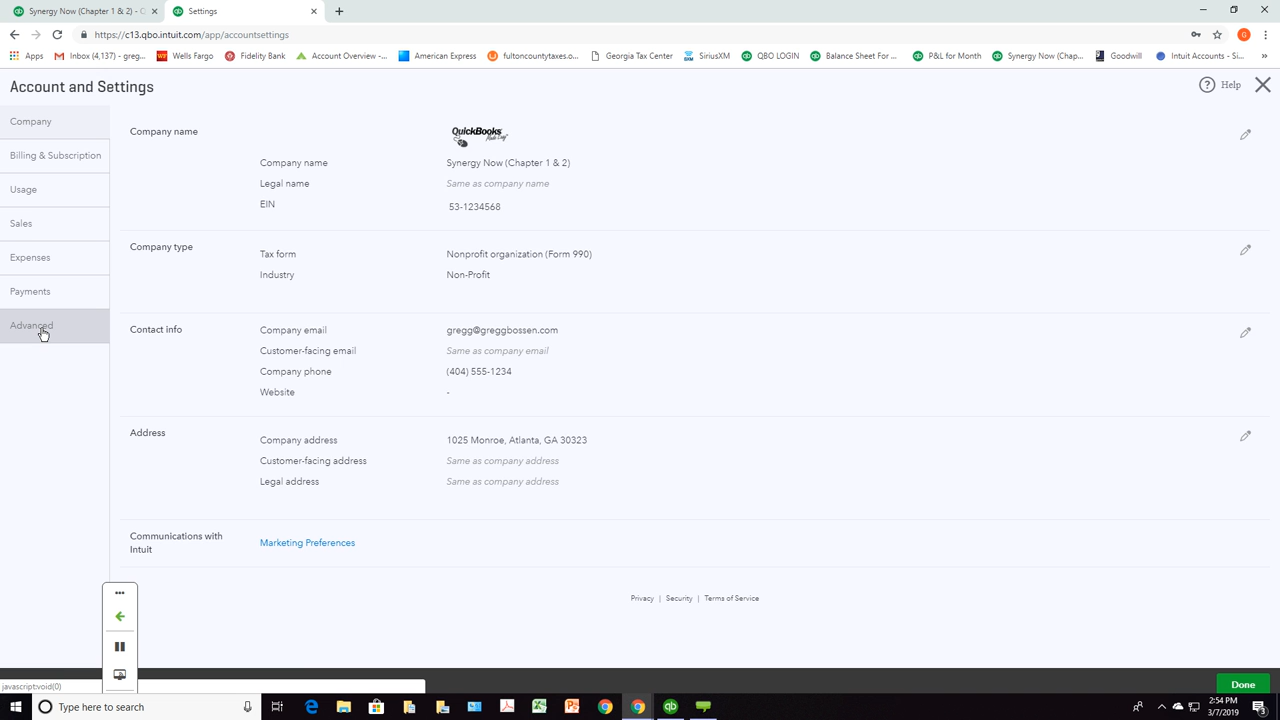 Synergy Now (Chapter 1 & 2) - C
Settings
https://c13.qbo.intuit.com/app/accountsettings
Apps
Inbox (4,137) - greg...
Wells Fargo
Fidelity Bank
Account Overview -...
American Express
fultoncountytaxes.o...
Georgia Tax Center
SiriusXM
QBO LOGIN
Balance Sheet For ...
P&L for Month
Synergy Now (Chap...
Goodwill
Intuit Accounts - Si...
»
Account and Settings
Help
Company
Billing & Subscription
Usage
Sales
Expenses
Payments
Advanced
Company name
QuickBooks
Made Easy
Company name Synergy Now (Chapter 1 & 2)
Legal name Same as company name
EIN 53-1234568
Company type
Tax form Nonprofit organization (Form 990)
Industry Non-Profit
Contact info
Company email gregg@greggbossen.com
Customer-facing email Same as company email
Company phone (404) 555-1234
Website -
Address
Company address 1025 Monroe, Atlanta, GA 30323
Customer-facing address Same as company address
Legal address Same as company address
Communications with
Intuit
Marketing Preferences
Privacy | Security | Terms of Service
javascript:void(0)
Done
Type here to search
2:54 PM
3/7/2019